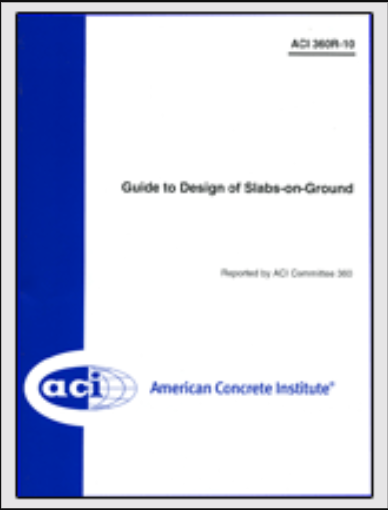 ACI 360R-10
Guide to Design of Slabs-on-Ground
Reported by ACI Committee 360
aci
American Concrete Institute®